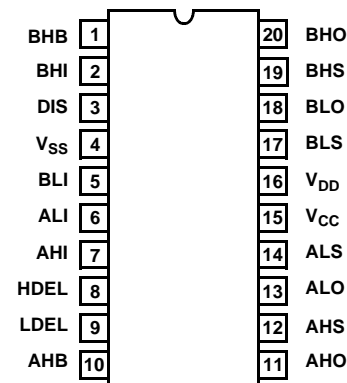 BHB 1 20 BHO
BHI 2 19 BHS
DIS 3 18 BLO
VSS 4 17 BLS
BLI 5 16 VDD
ALI 6 15 VCC
AHI 7 14 ALS
HDEL 8 13 ALO
LDEL 9 12 AHS
AHB 10 11 AHO